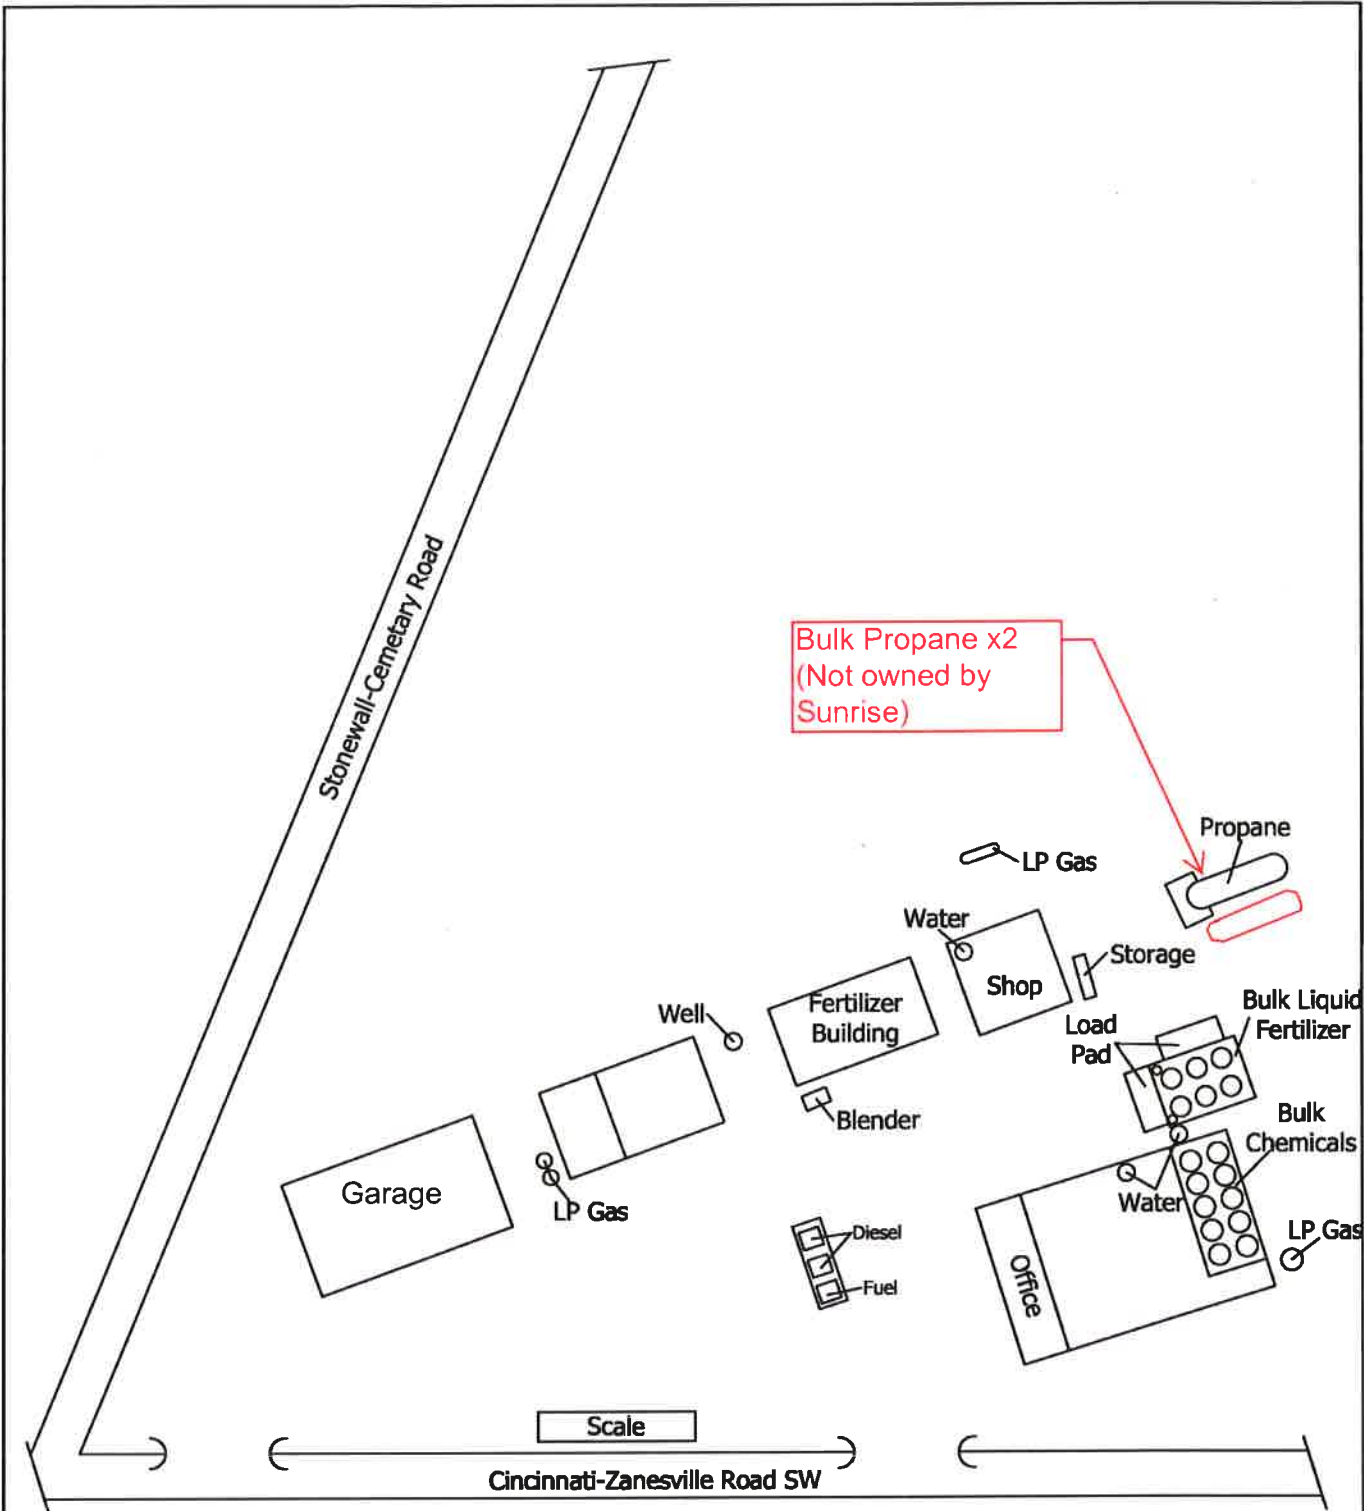 Stonewall-Cemetary Road
Bulk Propane x2
(Not owned by
Sunrise)
Propane
LP Gas
Water
Storage
Shop
Bulk Liquid
Fertilizer
Fertilizer
Building
Well
Load
Pad
Blender
Bulk
Chemicals
Garage
LP Gas
Water
Diesel
LP Gas
Fuel
Office
Scale
Cincinnati-Zanesville Road SW